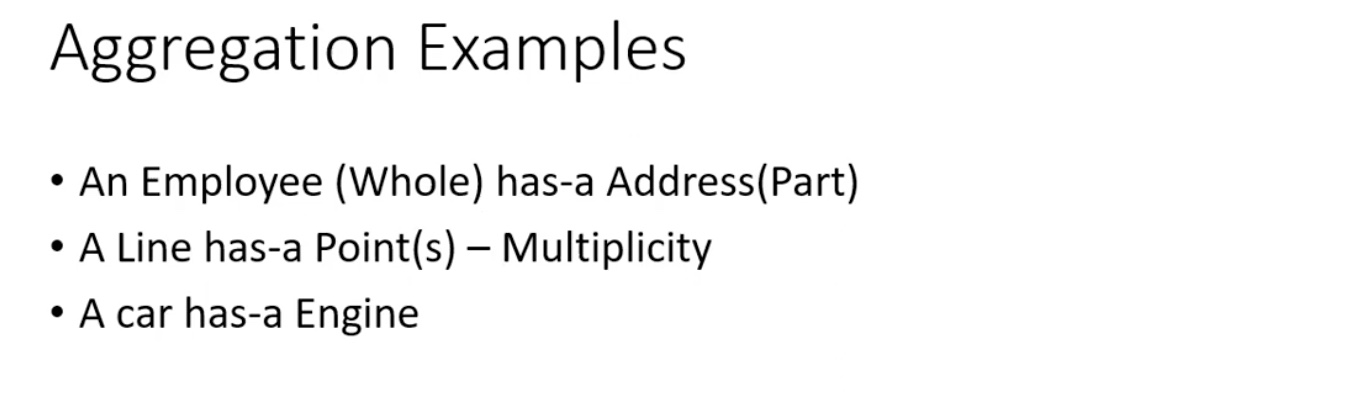 Aggregation Examples
• An Employee (Whole) has-a Address(Part)
• A Line has-a Point(s) – Multiplicity
• A car has-a Engine